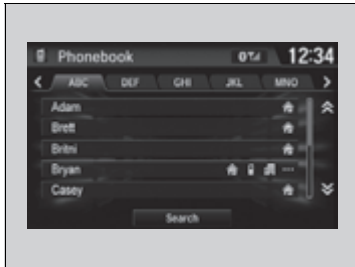 Phonebook 12:34
ABC DEF GHI JKL MNO
Adam
Brett
Britni
Bryan
Casey
Search